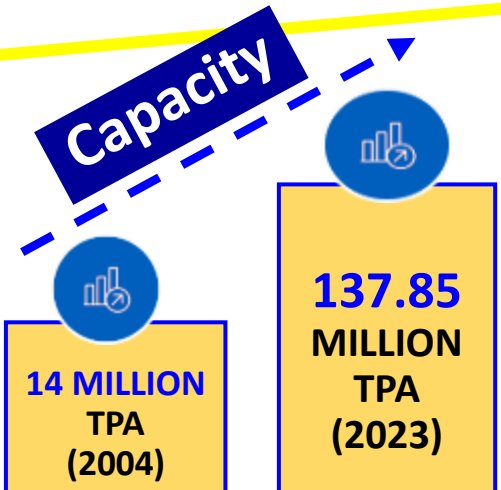 Capacity
14 MILLION
TPA
(2004)
137.85
MILLION
TPA
(2023)